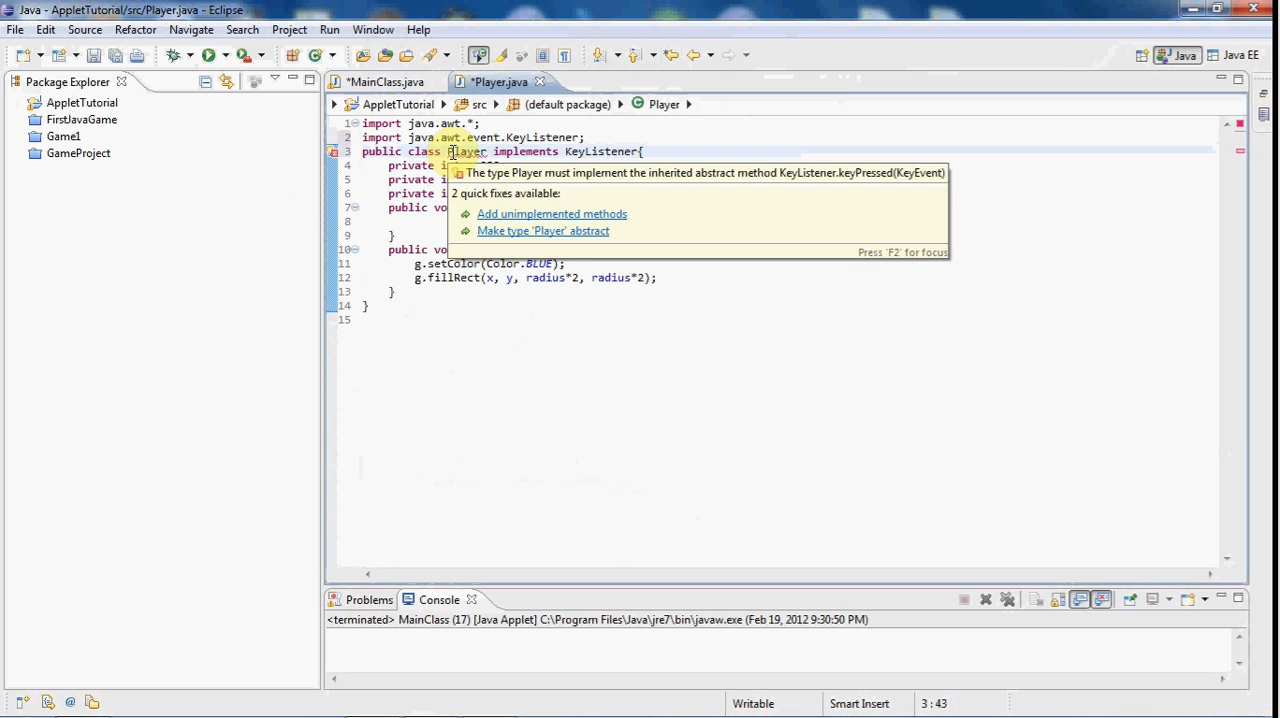 Java - AppletTutorial/src/Player.java - Eclipse
File Edit Source Refactor Navigate Search Project Run Window Help
Java Java EE
Package Explorer
AppletTutorial
FirstJavaGame
Game1
GameProject
*MainClass.java *Player.java
AppletTutorial src (default package) Player
1 import java.awt.*;
2 import java.awt.event.KeyListener;
3 public class Player implements KeyListener{
4 private i
5 private i
6 private i
7 public vo
8
9 }
10 public vo
11 g.setColor(Color.BLUE);
12 g.fillRect(x, y, radius*2, radius*2);
13 }
14 }
15
The type Player must implement the inherited abstract method KeyListener.keyPressed(KeyEvent)
2 quick fixes available:
Add unimplemented methods
Make type 'Player' abstract
Press 'F2' for focus
Problems Console
<terminated> MainClass (17) [Java Applet] C:\Program Files\Java\jre7\bin\javaw.exe (Feb 19, 2012 9:30:50 PM)
Writable Smart Insert 3 : 43